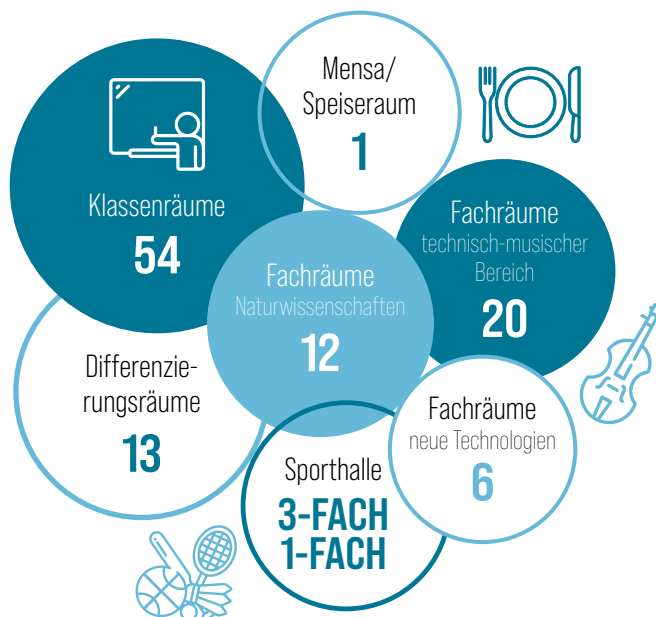 Mensa/
Speiseraum
1
Klassenräume
54
Fachräume
technisch-musischer
Bereich
20
Fachräume
Naturwissenschaften
12
Differenzie-
rungsräume
13
Fachräume
neue Technologien
6
Sporthalle
3-FACH
1-FACH